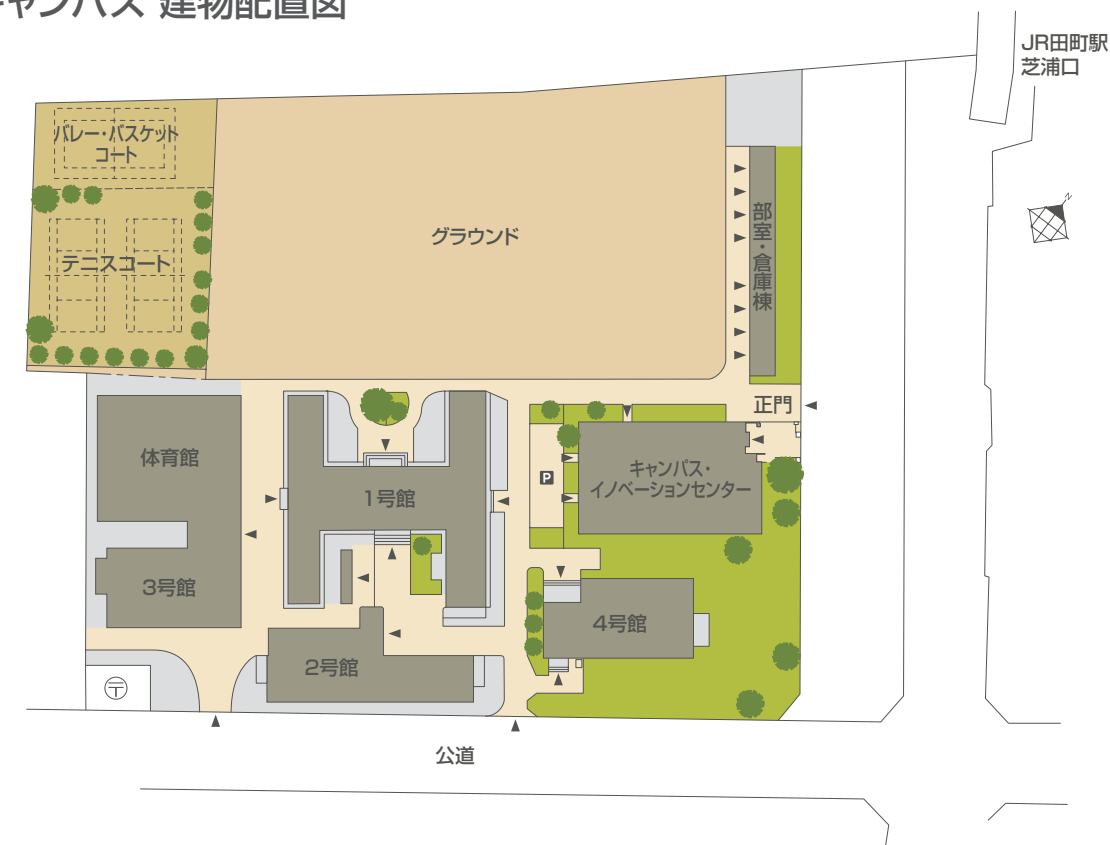 キャンパス 建物配置図
JR田町駅
芝浦口
バレー・バスケット
コート
テニスコート
グラウンド
部室・倉庫棟
N
正門
体育館
1号館
P
キャンパス・
イノベーションセンター
3号館
4号館
2号館
〒
公道